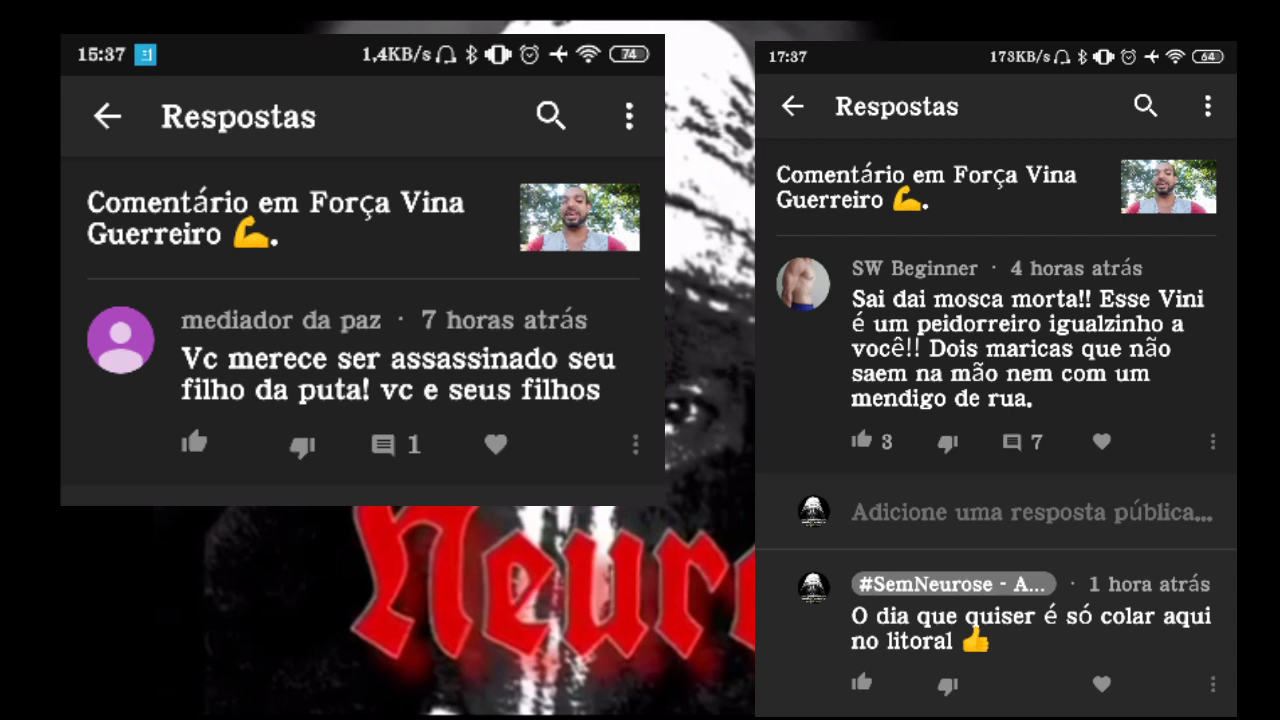 15:37
1,4KB/s
74
Respostas
Comentário em Força Vina
Guerreiro 💪.
mediador da paz · 7 horas atrás
Vc merece ser assassinado seu
filho da puta! vc e seus filhos
1
17:37
173KB/s
64
Respostas
Comentário em Força Vina
Guerreiro 💪.
SW Beginner · 4 horas atrás
Sai dai mosca morta!! Esse Vini
é um peidorreiro igualzinho a
você!! Dois maricas que não
saem na mão nem com um
mendigo de rua.
3
7
Adicione uma resposta pública...
#SemNeurose - A... · 1 hora atrás
O dia que quiser é só colar aqui
no litoral 👍